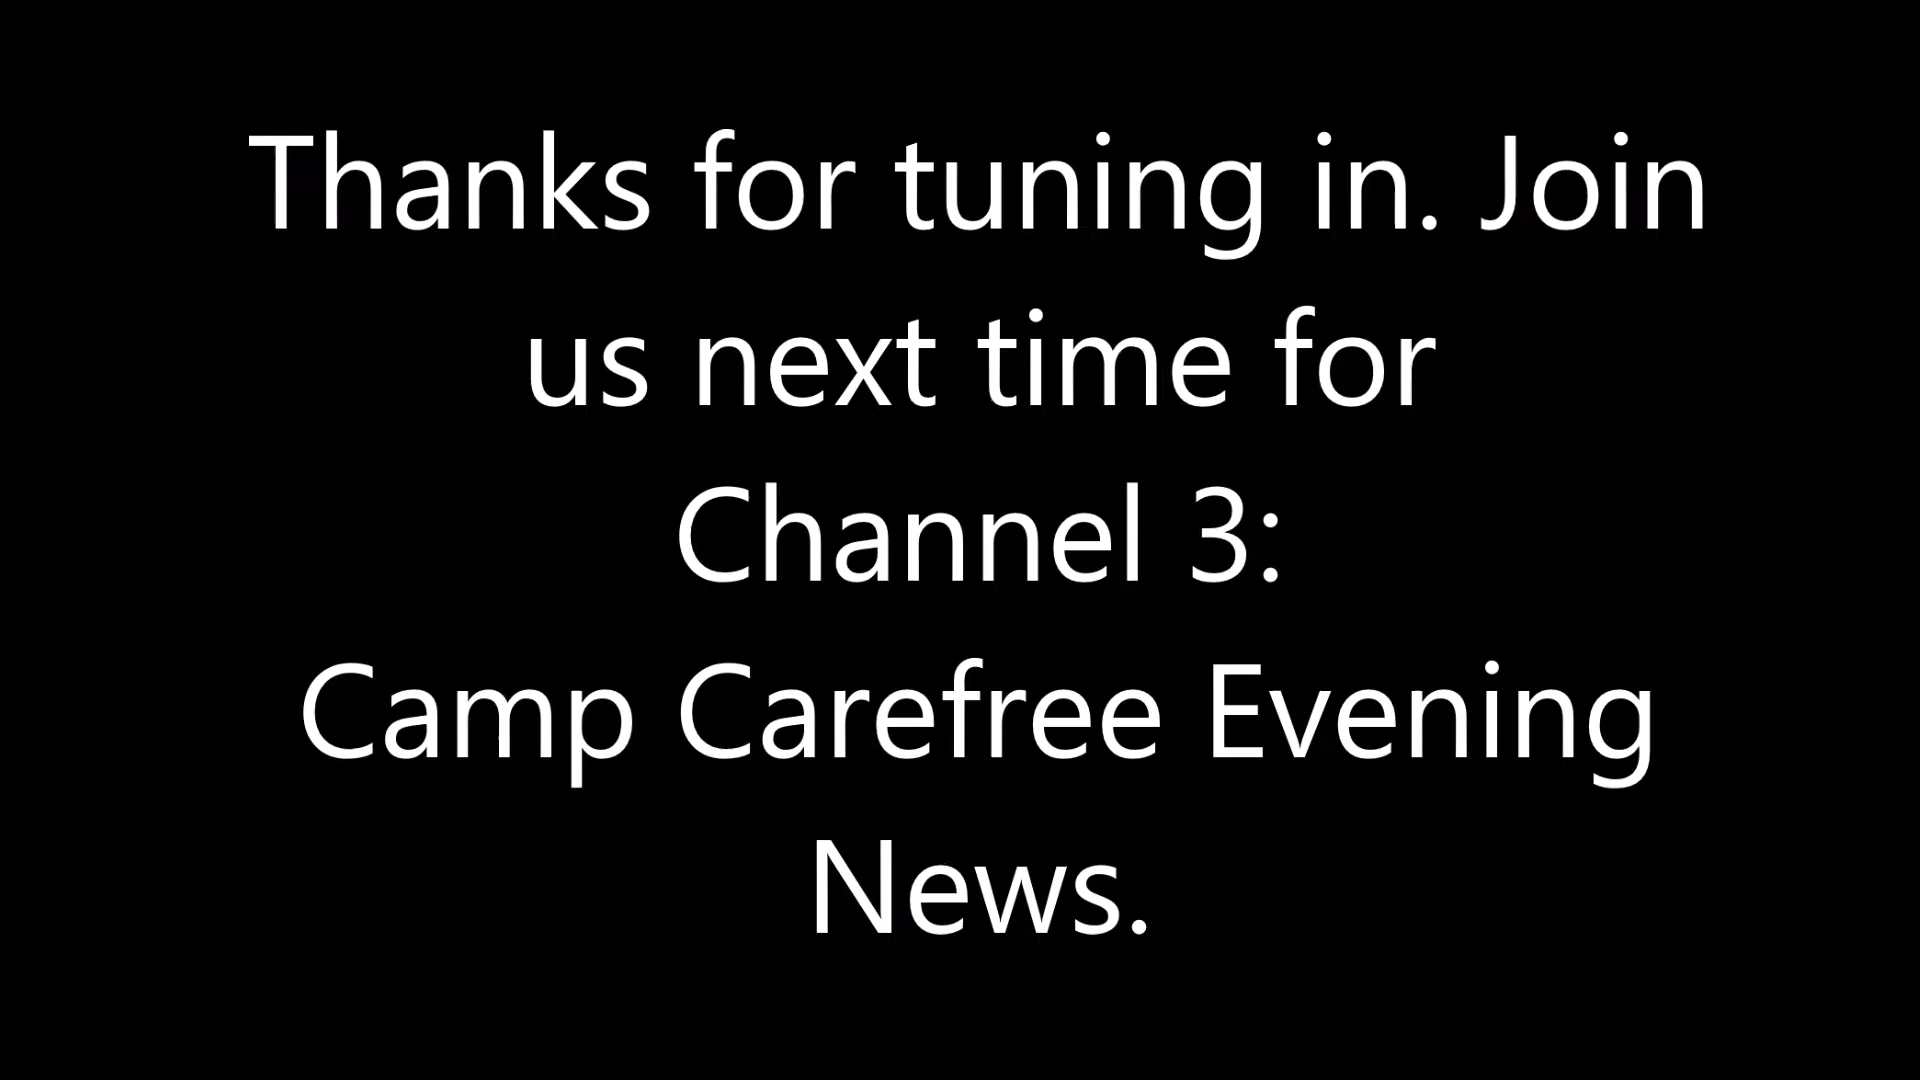 Thanks for tuning in. Join
us next time for
Channel 3:
Camp Carefree Evening
News.